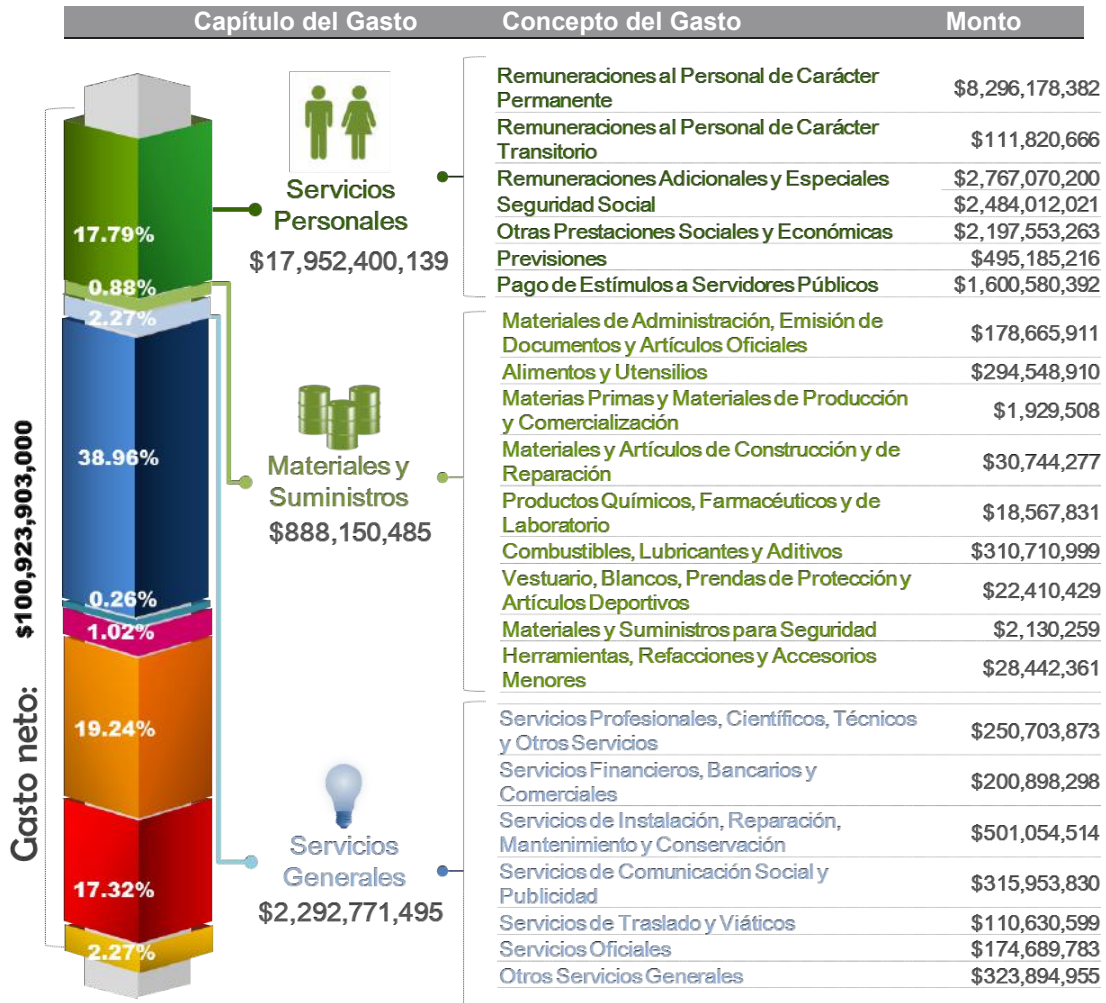 Capítulo del Gasto Concepto del Gasto Monto
Gasto neto: $100,923,903,000
17.79%
0.88%
2.27%
38.96%
0.26%
1.02%
19.24%
17.32%
2.27%
Servicios
Personales
$17,952,400,139
Remuneraciones al Personal de Carácter
Permanente
$8,296,178,382
Remuneraciones al Personal de Carácter
Transitorio
$111,820,666
Remuneraciones Adicionales y Especiales $2,767,070,200
Seguridad Social $2,484,012,021
Otras Prestaciones Sociales y Económicas $2,197,553,263
Previsiones $495,185,216
Pago de Estímulos a Servidores Públicos $1,600,580,392
Materiales y
Suministros
$888,150,485
Materiales de Administración, Emisión de
Documentos y Artículos Oficiales
$178,665,911
Alimentos y Utensilios $294,548,910
Materias Primas y Materiales de Producción
y Comercialización
$1,929,508
Materiales y Artículos de Construcción y de
Reparación
$30,744,277
Productos Químicos, Farmacéuticos y de
Laboratorio
$18,567,831
Combustibles, Lubricantes y Aditivos $310,710,999
Vestuario, Blancos, Prendas de Protección y
Artículos Deportivos
$22,410,429
Materiales y Suministros para Seguridad $2,130,259
Herramientas, Refacciones y Accesorios
Menores
$28,442,361
Servicios
Generales
$2,292,771,495
Servicios Profesionales, Científicos, Técnicos
y Otros Servicios
$250,703,873
Servicios Financieros, Bancarios y
Comerciales
$200,898,298
Servicios de Instalación, Reparación,
Mantenimiento y Conservación
$501,054,514
Servicios de Comunicación Social y
Publicidad
$315,953,830
Servicios de Traslado y Viáticos $110,630,599
Servicios Oficiales $174,689,783
Otros Servicios Generales $323,894,955